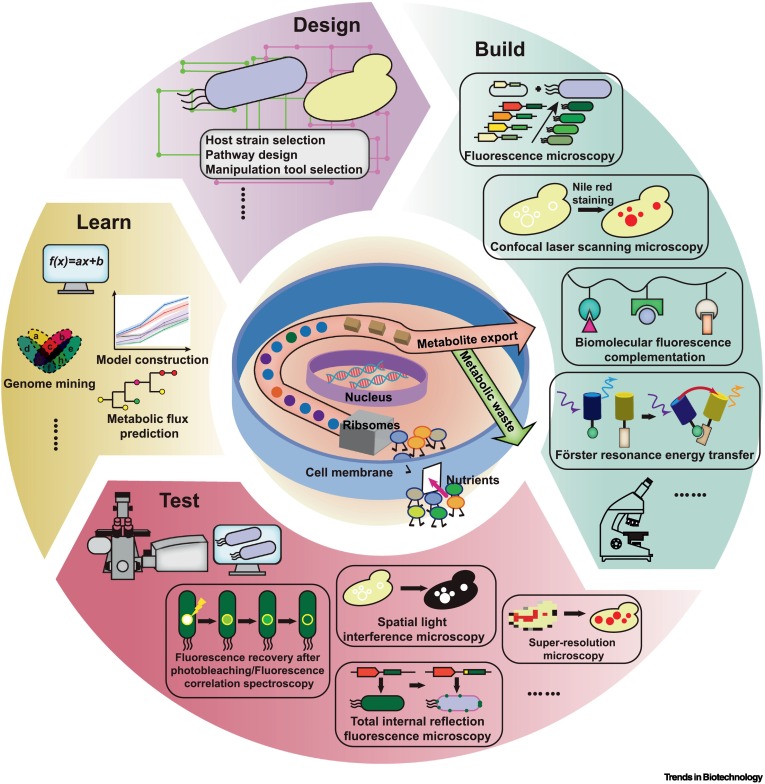 Design
Host strain selection
Pathway design
Manipulation tool selection
Build
Fluorescence microscopy
Nile red
staining
Confocal laser scanning microscopy
Biomolecular fluorescence
complementation
Förster resonance energy transfer
Test
Fluorescence recovery after
photobleaching/Fluorescence
correlation spectroscopy
Spatial light
interference microscopy
Total internal reflection
fluorescence microscopy
Super-resolution
microscopy
Learn
f(x)=ax+b
Model construction
Genome mining
Metabolic flux
prediction
Metabolite export
Metabolic waste
Nucleus
Ribsomes
Cell membrane
Nutrients
Trends in Biotechnology